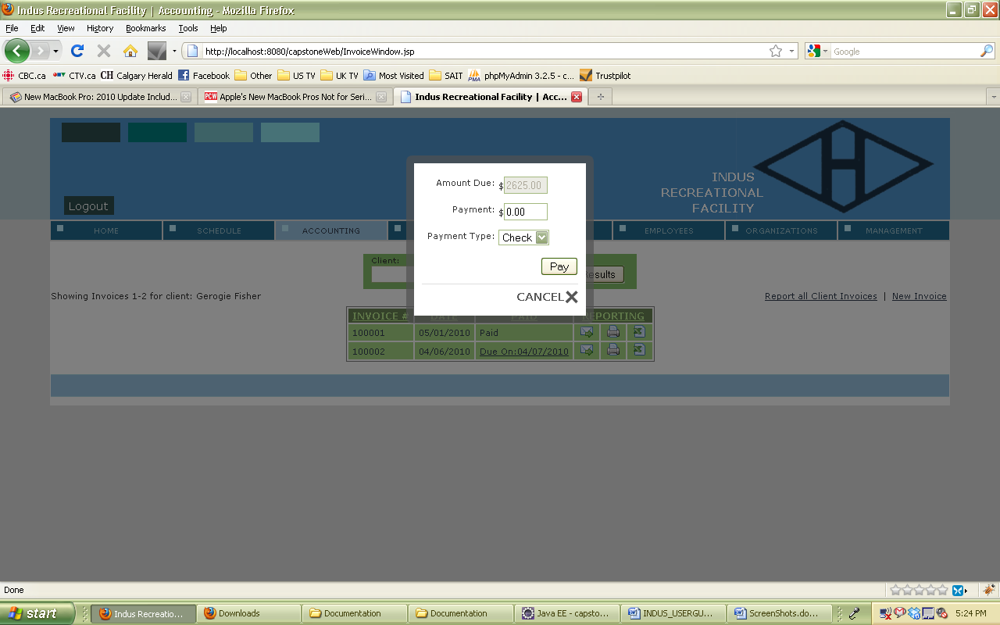 Indus Recreational Facility | Accounting - Mozilla Firefox
File Edit View History Bookmarks Tools Help
http://localhost:8080/capstoneWeb/InvoiceWindow.jsp
Google
CBC.ca CTV.ca CH Calgary Herald Facebook Other US TV UK TV Most Visited SAIT PMA phpMyAdmin 3.2.5 - c... Trustpilot
New MacBook Pro: 2010 Update Includ... PCW Apple's New MacBook Pros Not for Seri... Indus Recreational Facility | Acc...
H
INDUS
RECREATIONAL
FACILITY
Logout
HOME SCHEDULE ACCOUNTING EMPLOYEES ORGANIZATIONS MANAGEMENT
Amount Due: $ 2625.00
Payment: $ 0.00
Payment Type: Check
Pay
CANCEL
Client:
esults
Showing Invoices 1-2 for client: Gerogie Fisher
Report all Client Invoices | New Invoice
INVOICE # DATE PAID REPORTING
100001 05/01/2010 Paid
100002 04/06/2010 Due On:04/07/2010
Done
start Indus Recreatio... Downloads Documentation Documentation Java EE - capsto... INDUS_USERGU... ScreenShots.do... 5:24 PM